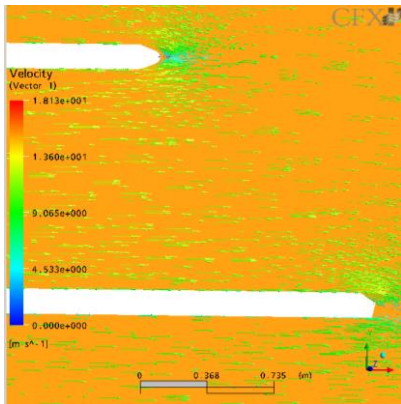 CFX
Velocity
(Vector 1)
1.813e+001
1.360e+001
9.065e+000
4.533e+000
0.000e+000
[m s^-1]
0 0.368 0.735 (m)
Y
Z